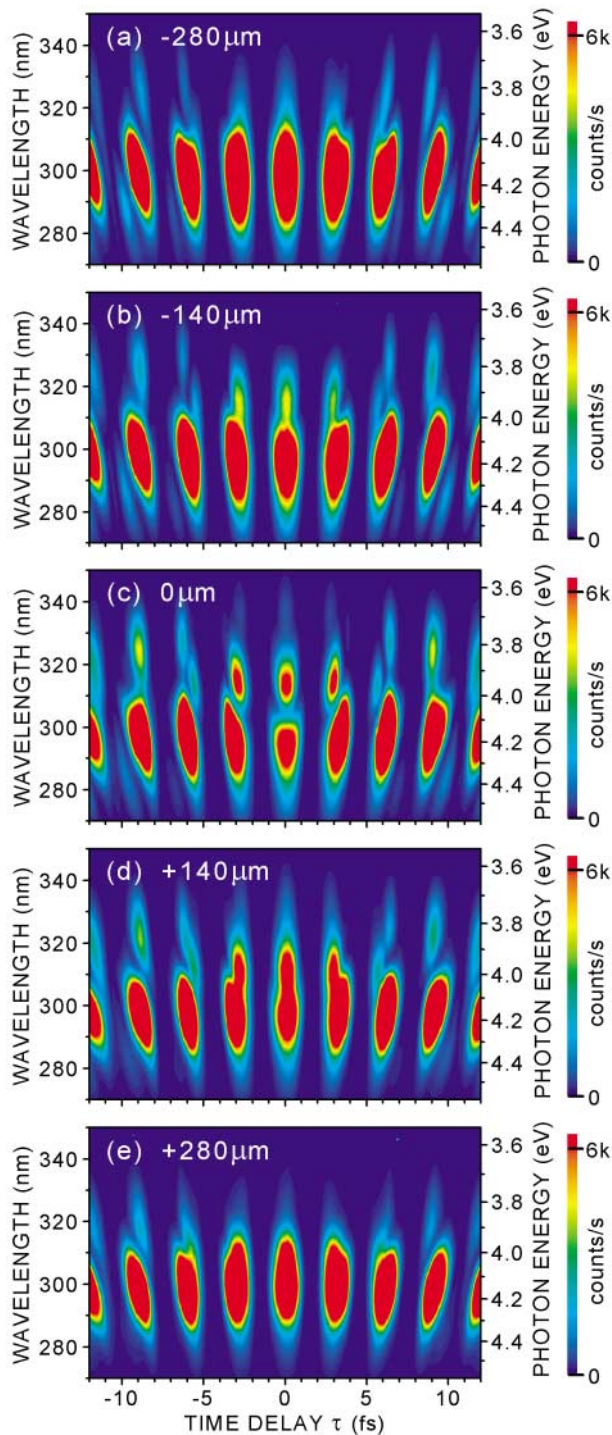 (a) -280μm
WAVELENGTH (nm)
340
320
300
280
3.6
3.8
4.0
4.2
4.4
PHOTON ENERGY (eV)
6k
counts/s
0
(b) -140μm
WAVELENGTH (nm)
340
320
300
280
3.6
3.8
4.0
4.2
4.4
PHOTON ENERGY (eV)
6k
counts/s
0
(c) 0μm
WAVELENGTH (nm)
340
320
300
280
3.6
3.8
4.0
4.2
4.4
PHOTON ENERGY (eV)
6k
counts/s
0
(d) +140μm
WAVELENGTH (nm)
340
320
300
280
3.6
3.8
4.0
4.2
4.4
PHOTON ENERGY (eV)
6k
counts/s
0
(e) +280μm
WAVELENGTH (nm)
340
320
300
280
3.6
3.8
4.0
4.2
4.4
PHOTON ENERGY (eV)
6k
counts/s
0
-10 -5 0 5 10
TIME DELAY τ (fs)